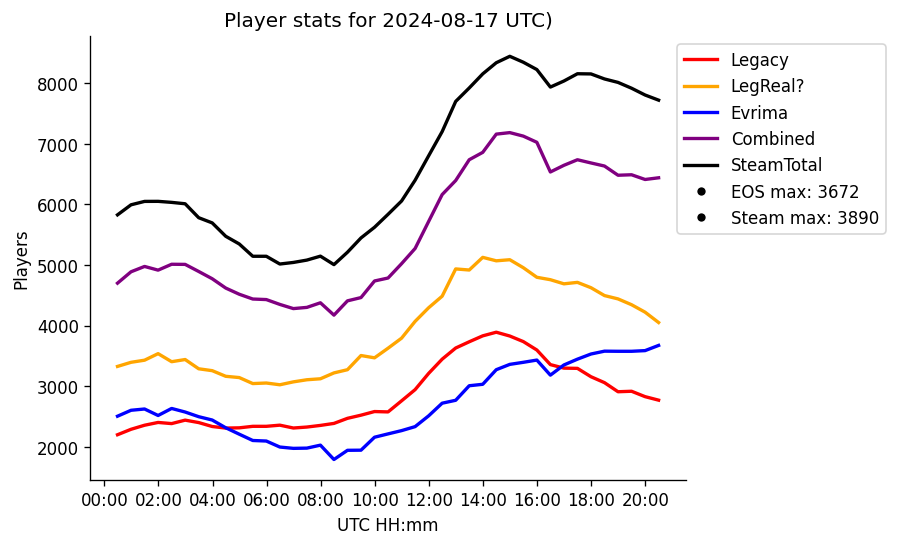 Player stats for 2024-08-17 UTC)
Players
8000
7000
6000
5000
4000
3000
2000
00:00 02:00 04:00 06:00 08:00 10:00 12:00 14:00 16:00 18:00 20:00
UTC HH:mm
Legacy
LegReal?
Evrima
Combined
SteamTotal
EOS max: 3672
Steam max: 3890